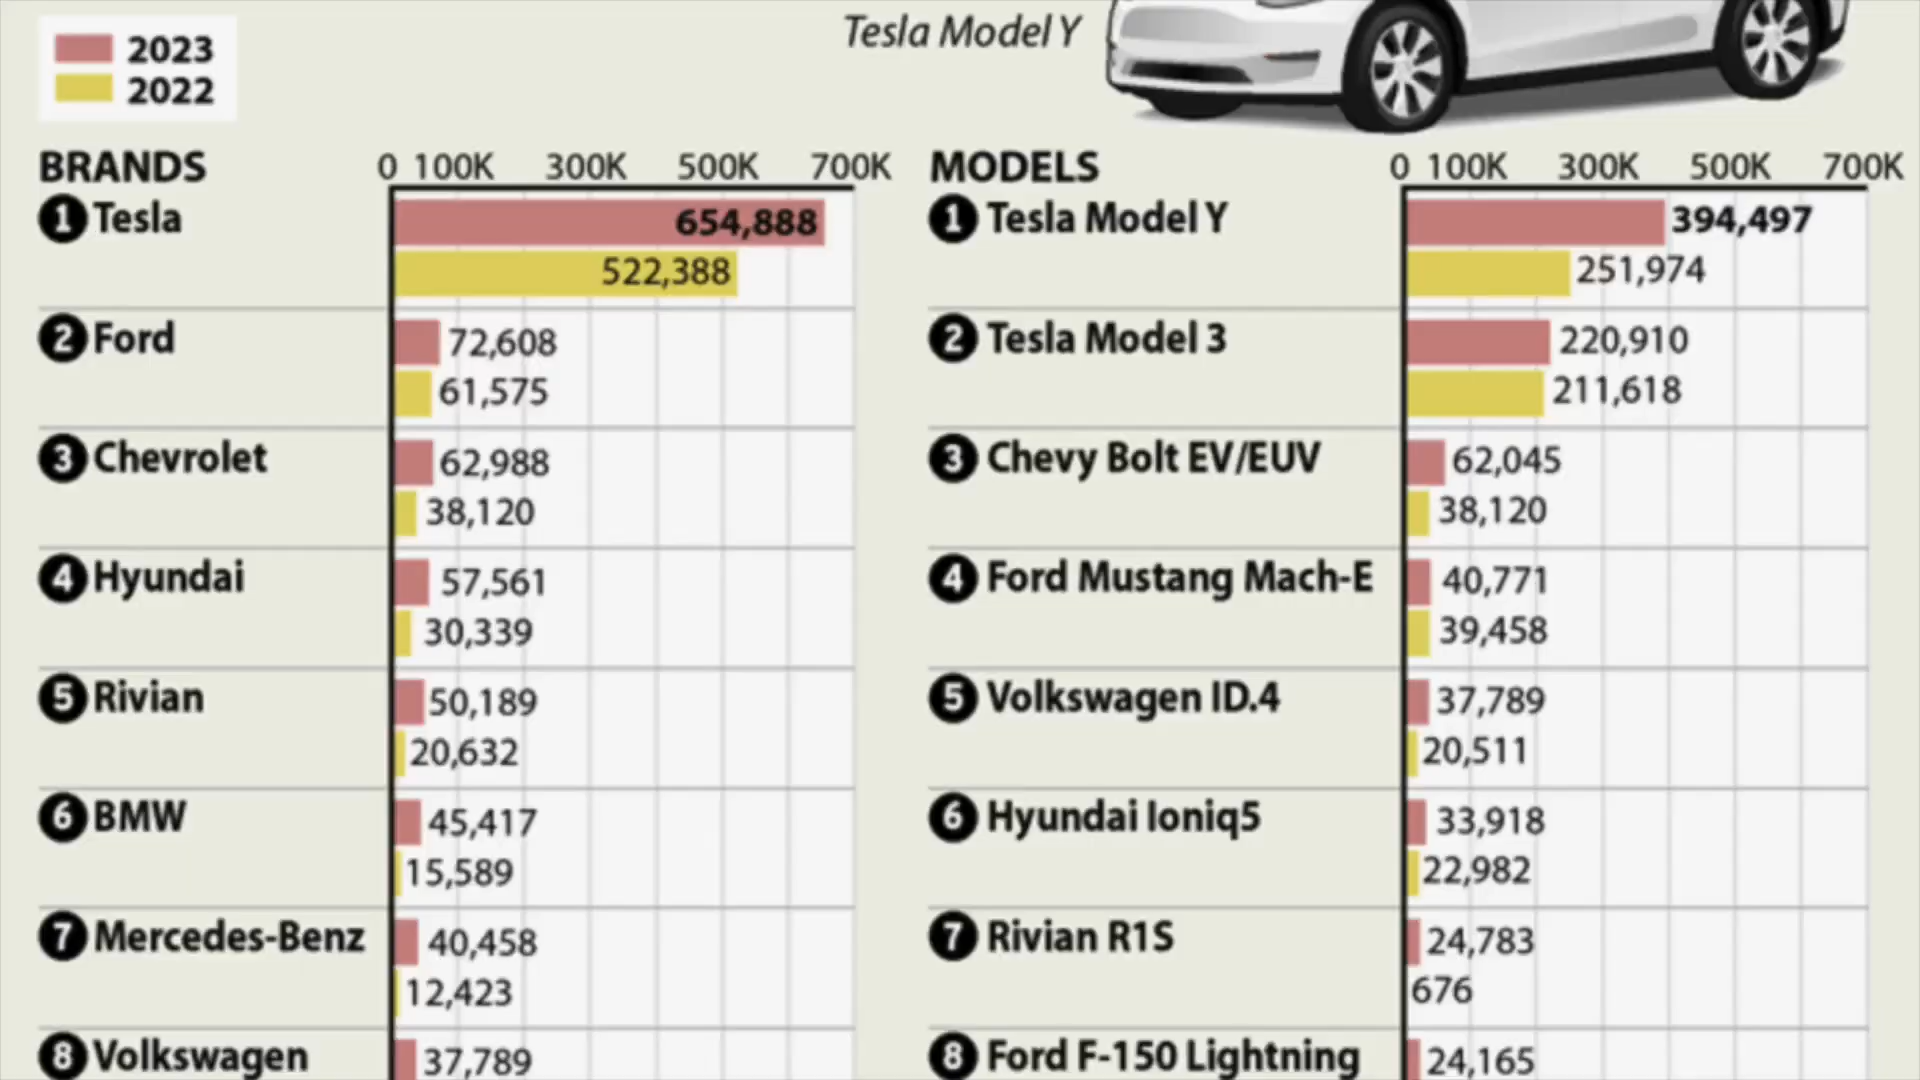 2023
2022
Tesla Model Y
BRANDS 0 100K 300K 500K 700K
1 Tesla 654,888
522,388
2 Ford 72,608
61,575
3 Chevrolet 62,988
38,120
4 Hyundai 57,561
30,339
5 Rivian 50,189
20,632
6 BMW 45,417
15,589
7 Mercedes-Benz 40,458
12,423
8 Volkswagen 37,789
MODELS 0 100K 300K 500K 700K
1 Tesla Model Y 394,497
251,974
2 Tesla Model 3 220,910
211,618
3 Chevy Bolt EV/EUV 62,045
38,120
4 Ford Mustang Mach-E 40,771
39,458
5 Volkswagen ID.4 37,789
20,511
6 Hyundai Ioniq5 33,918
22,982
7 Rivian R1S 24,783
676
8 Ford F-150 Lightning 24,165